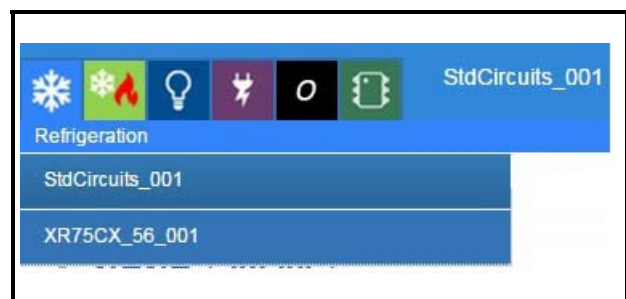 StdCircuits_001
O
Refrigeration
StdCircuits_001
XR75CX_56_001